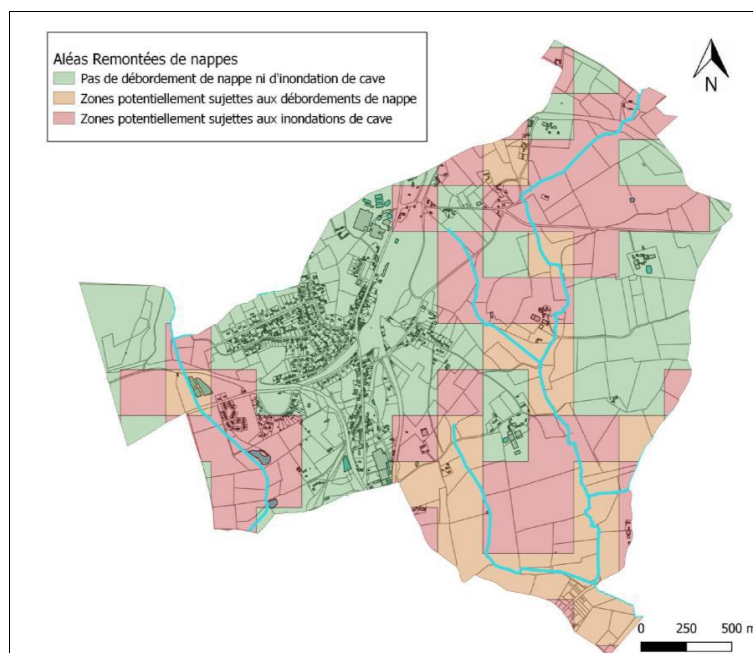 Aléas Remontées de nappes
Pas de débordement de nappe ni d'inondation de cave
Zones potentiellement sujettes aux débordements de nappe
Zones potentiellement sujettes aux inondations de cave
N
0 250 500 m